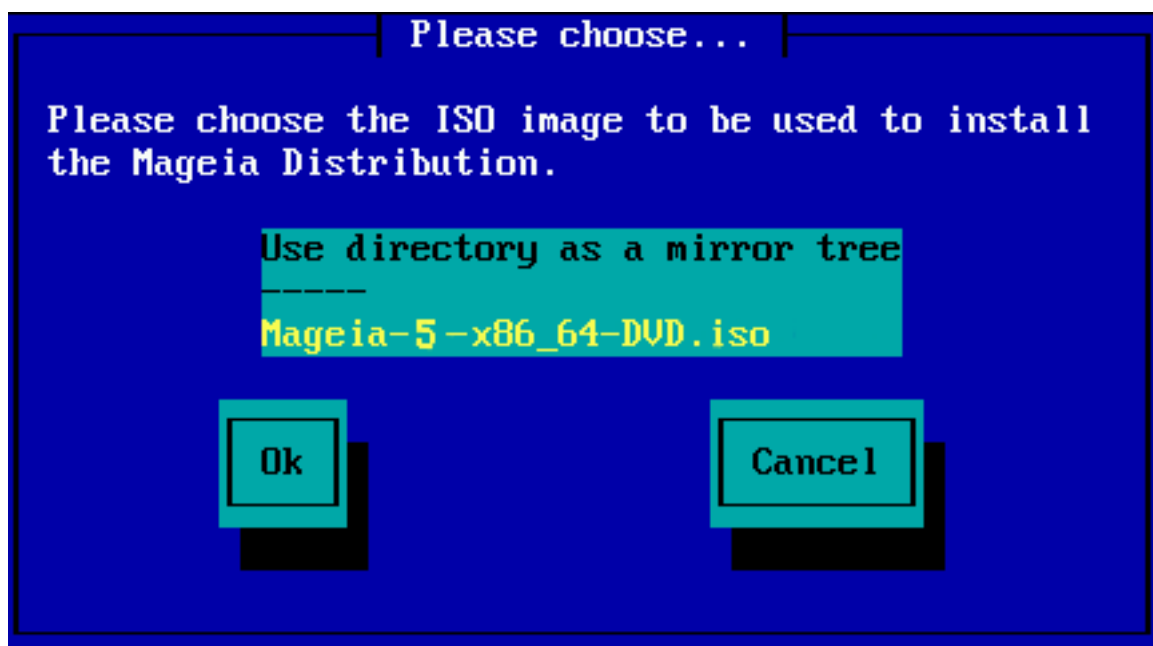 Please choose...
Please choose the ISO image to be used to install
the Mageia Distribution.
Use directory as a mirror tree
-----
Mageia-5-x86_64-DVD.iso
Ok
Cancel